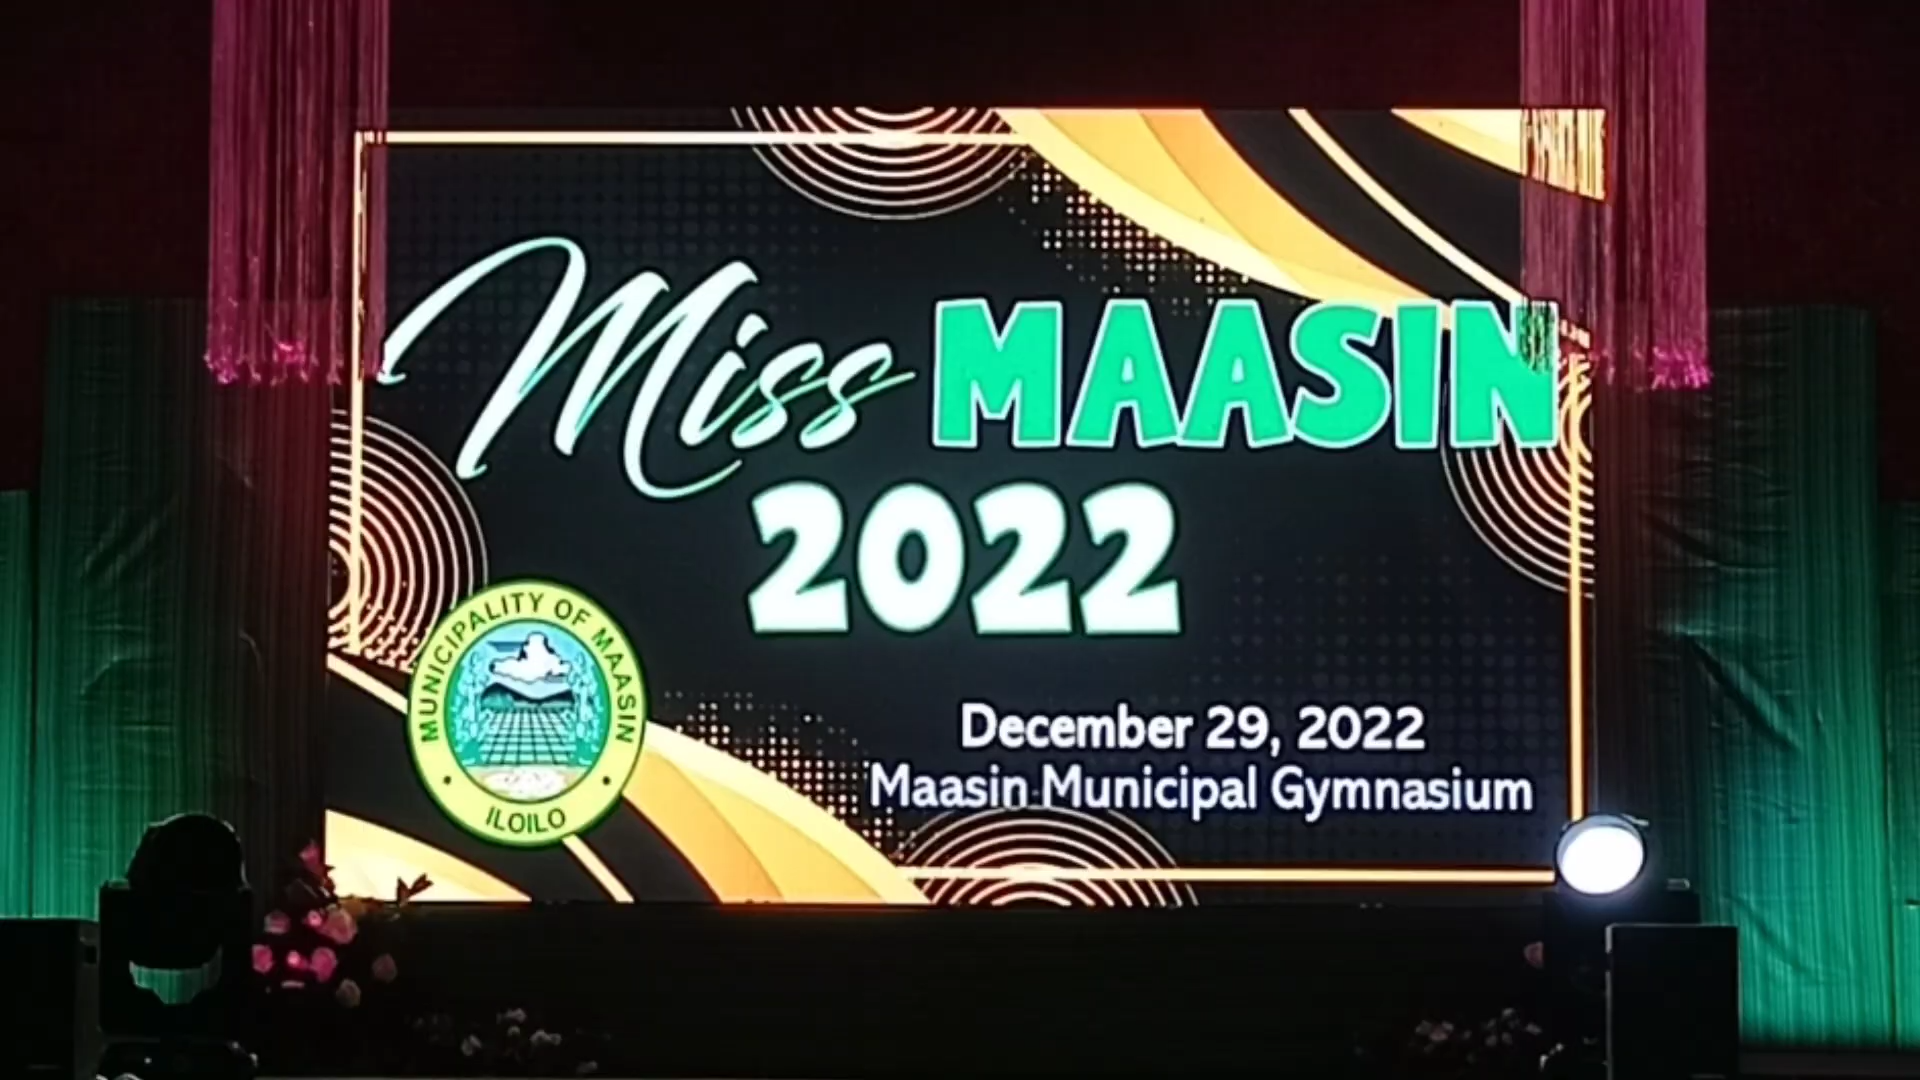 Miss MAASIN
2022
MUNICIPALITY OF MAASIN
ILOILO
December 29, 2022
Maasin Municipal Gymnasium